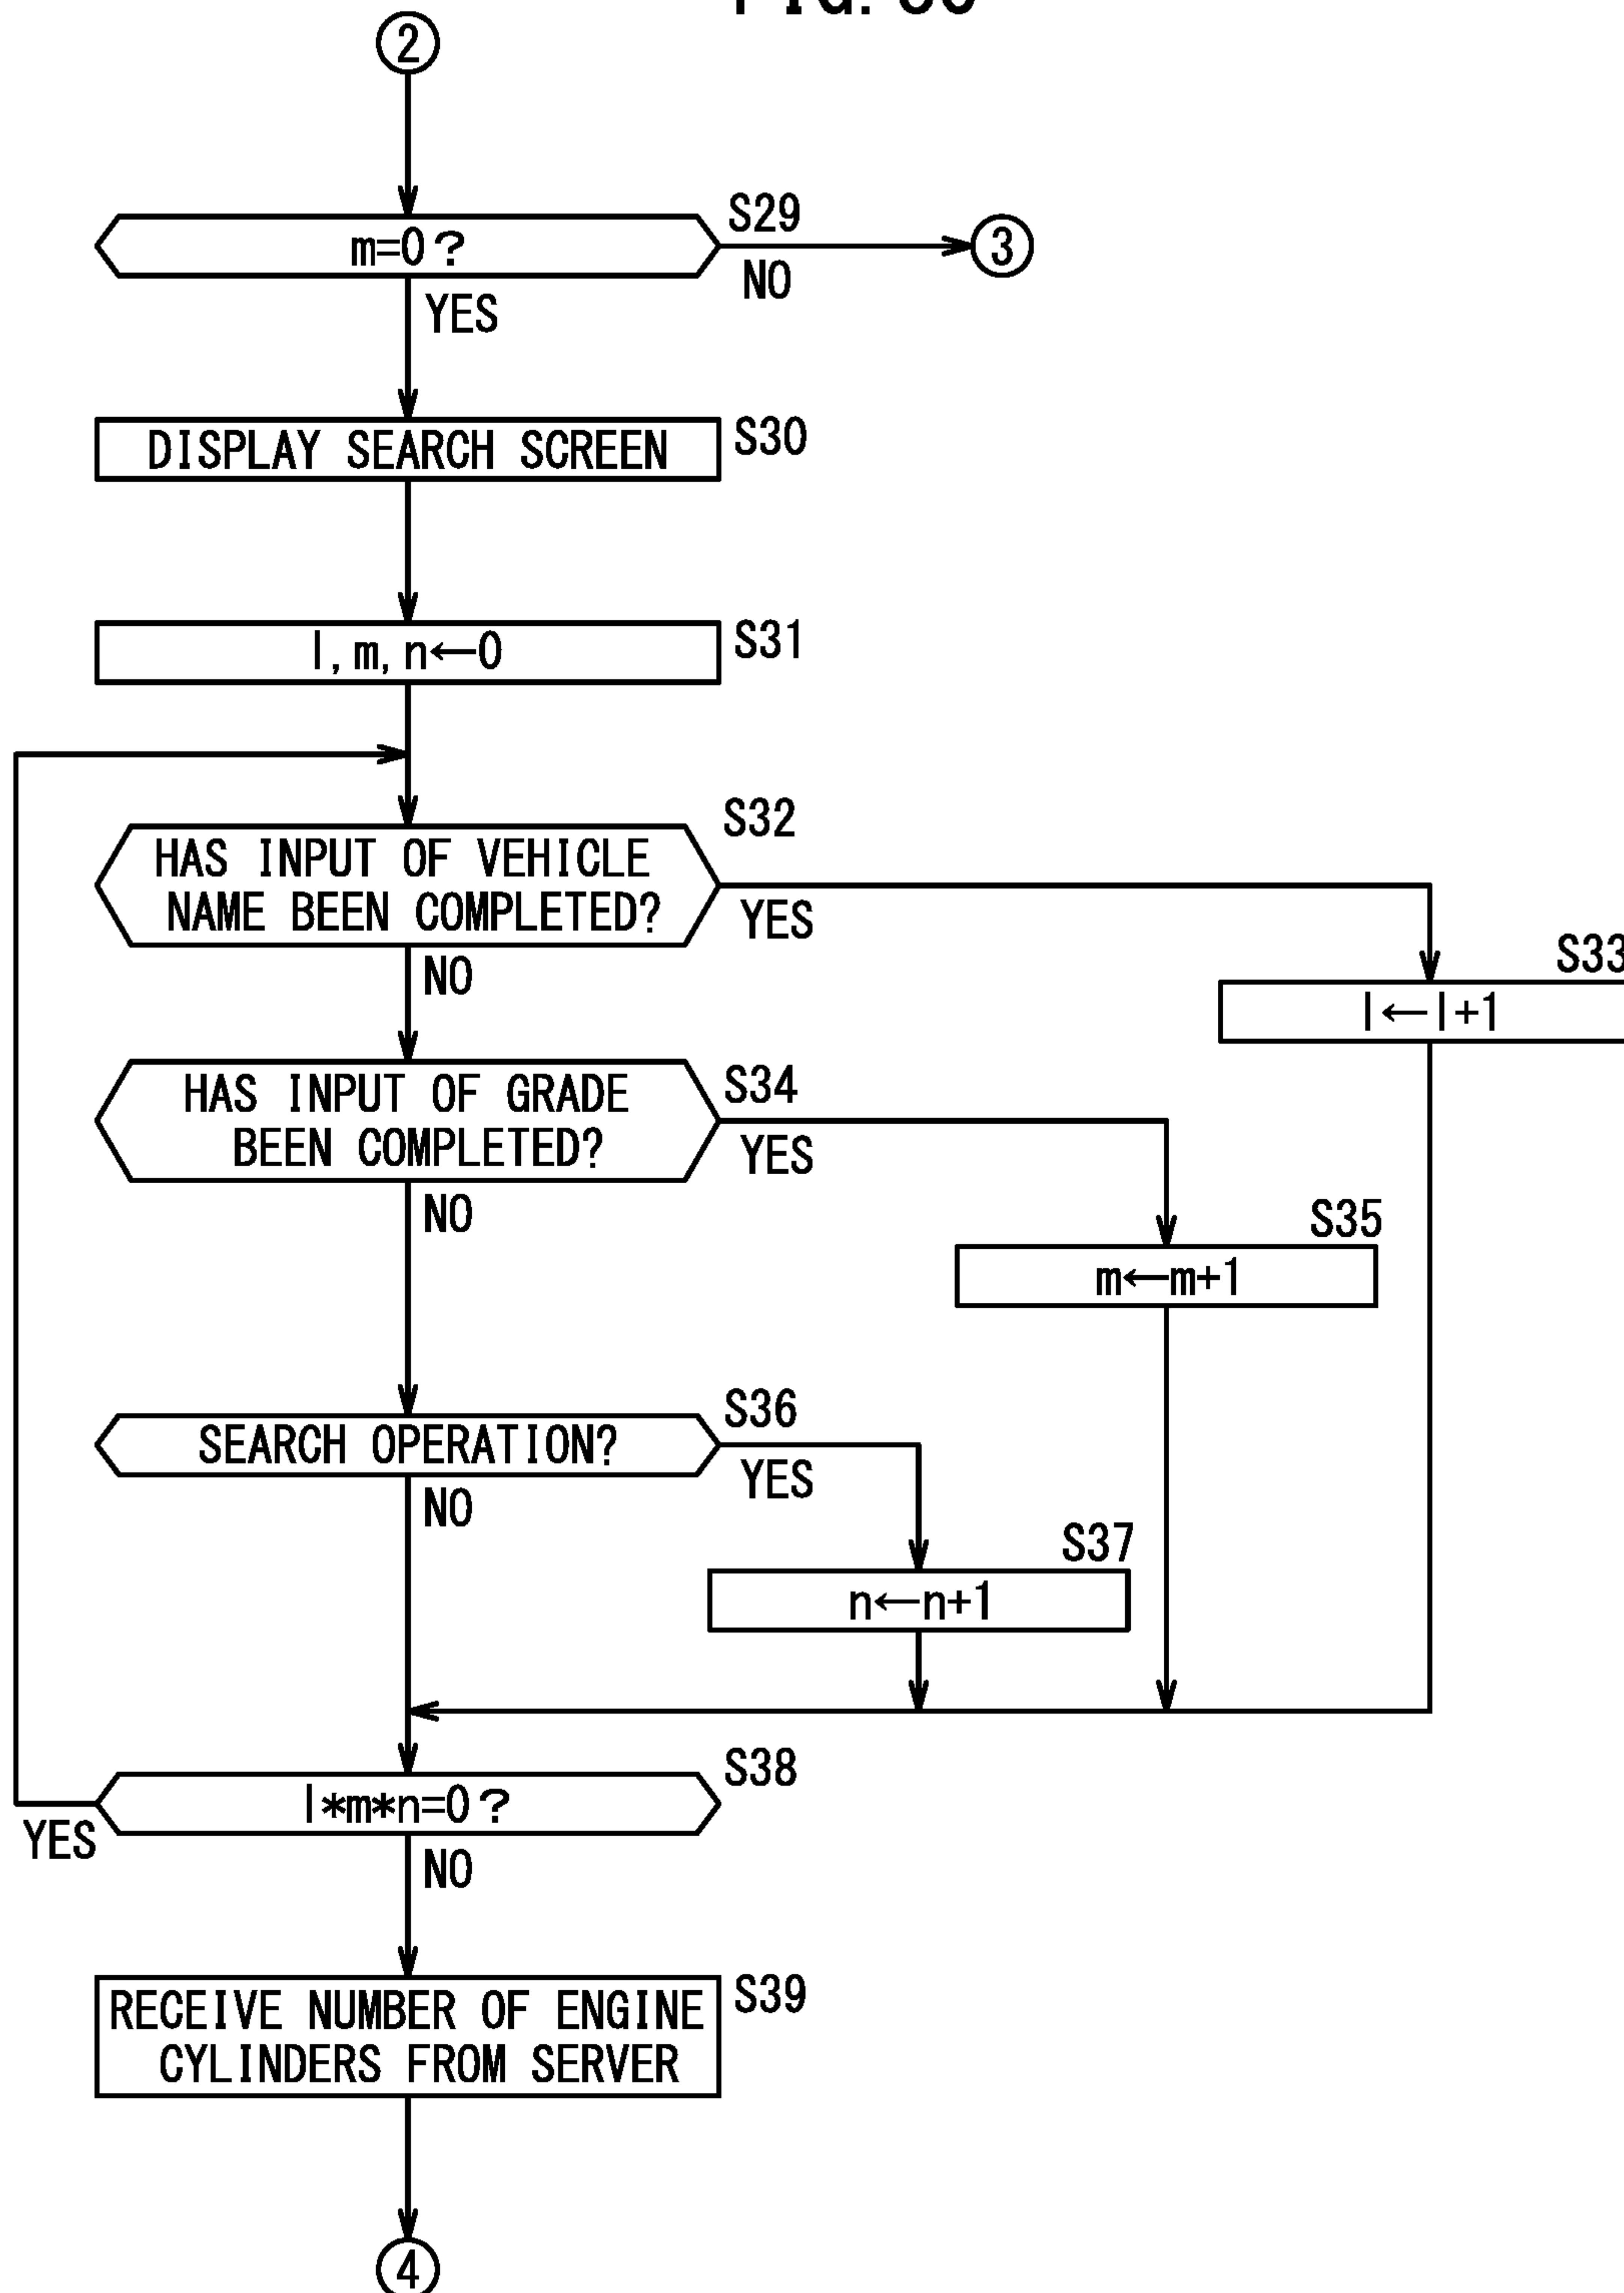 ②
S29
m=0?
③
NO
YES
DISPLAY SEARCH SCREEN
S30
l,m,n←0
S31
S32
HAS INPUT OF VEHICLE
NAME BEEN COMPLETED?
YES
NO
S33
l←l+1
S34
HAS INPUT OF GRADE
BEEN COMPLETED?
YES
NO
S35
m←m+1
S36
SEARCH OPERATION?
YES
NO
S37
n←n+1
S38
l*m*n=0?
YES
NO
S39
RECEIVE NUMBER OF ENGINE
CYLINDERS FROM SERVER
④